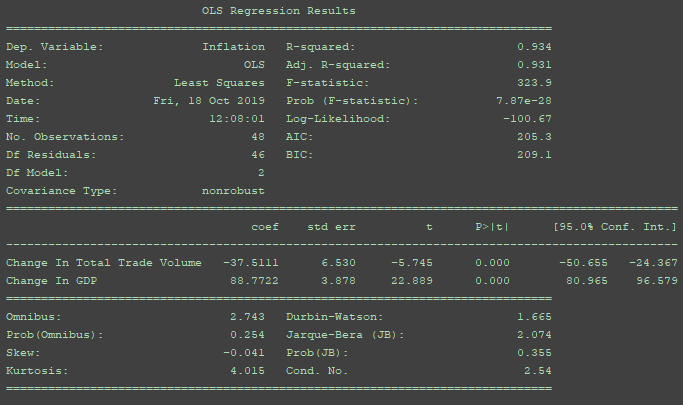 OLS Regression Results
==============================================================================
Dep. Variable: Inflation R-squared: 0.934
Model: OLS Adj. R-squared: 0.931
Method: Least Squares F-statistic: 323.9
Date: Fri, 18 Oct 2019 Prob (F-statistic): 7.87e-28
Time: 12:08:01 Log-Likelihood: -100.67
No. Observations: 48 AIC: 205.3
Df Residuals: 46 BIC: 209.1
Df Model: 2
Covariance Type: nonrobust
================================================================================================
coef std err t P>|t| [95.0% Conf. Int.]
------------------------------------------------------------------------------------------------
Change In Total Trade Volume -37.5111 6.530 -5.745 0.000 -50.655 -24.367
Change In GDP 88.7722 3.878 22.889 0.000 80.965 96.579
==============================================================================
Omnibus: 2.743 Durbin-Watson: 1.665
Prob(Omnibus): 0.254 Jarque-Bera (JB): 2.074
Skew: -0.041 Prob(JB): 0.355
Kurtosis: 4.015 Cond. No. 2.54
==============================================================================